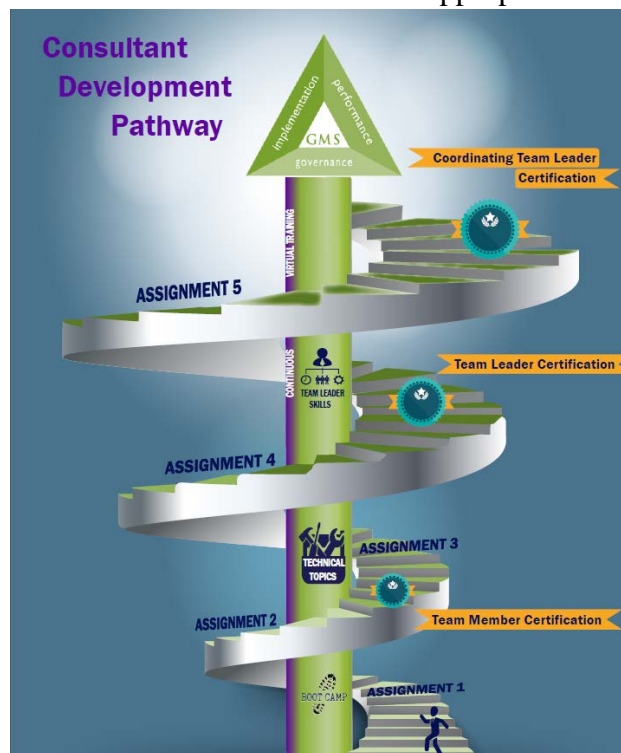 Consultant
Development
Pathway
implementation
performance
GMS
governance
Coordinating Team Leader
Certification
VIRTUAL TRAINING
ASSIGNMENT 5
CONTINUOUS
TEAM LEADER
SKILLS
Team Leader Certification
ASSIGNMENT 4
ASSIGNMENT 3
TECHNICAL
TOPICS
ASSIGNMENT 2
Team Member Certification
ASSIGNMENT 1
BOOT CAMP